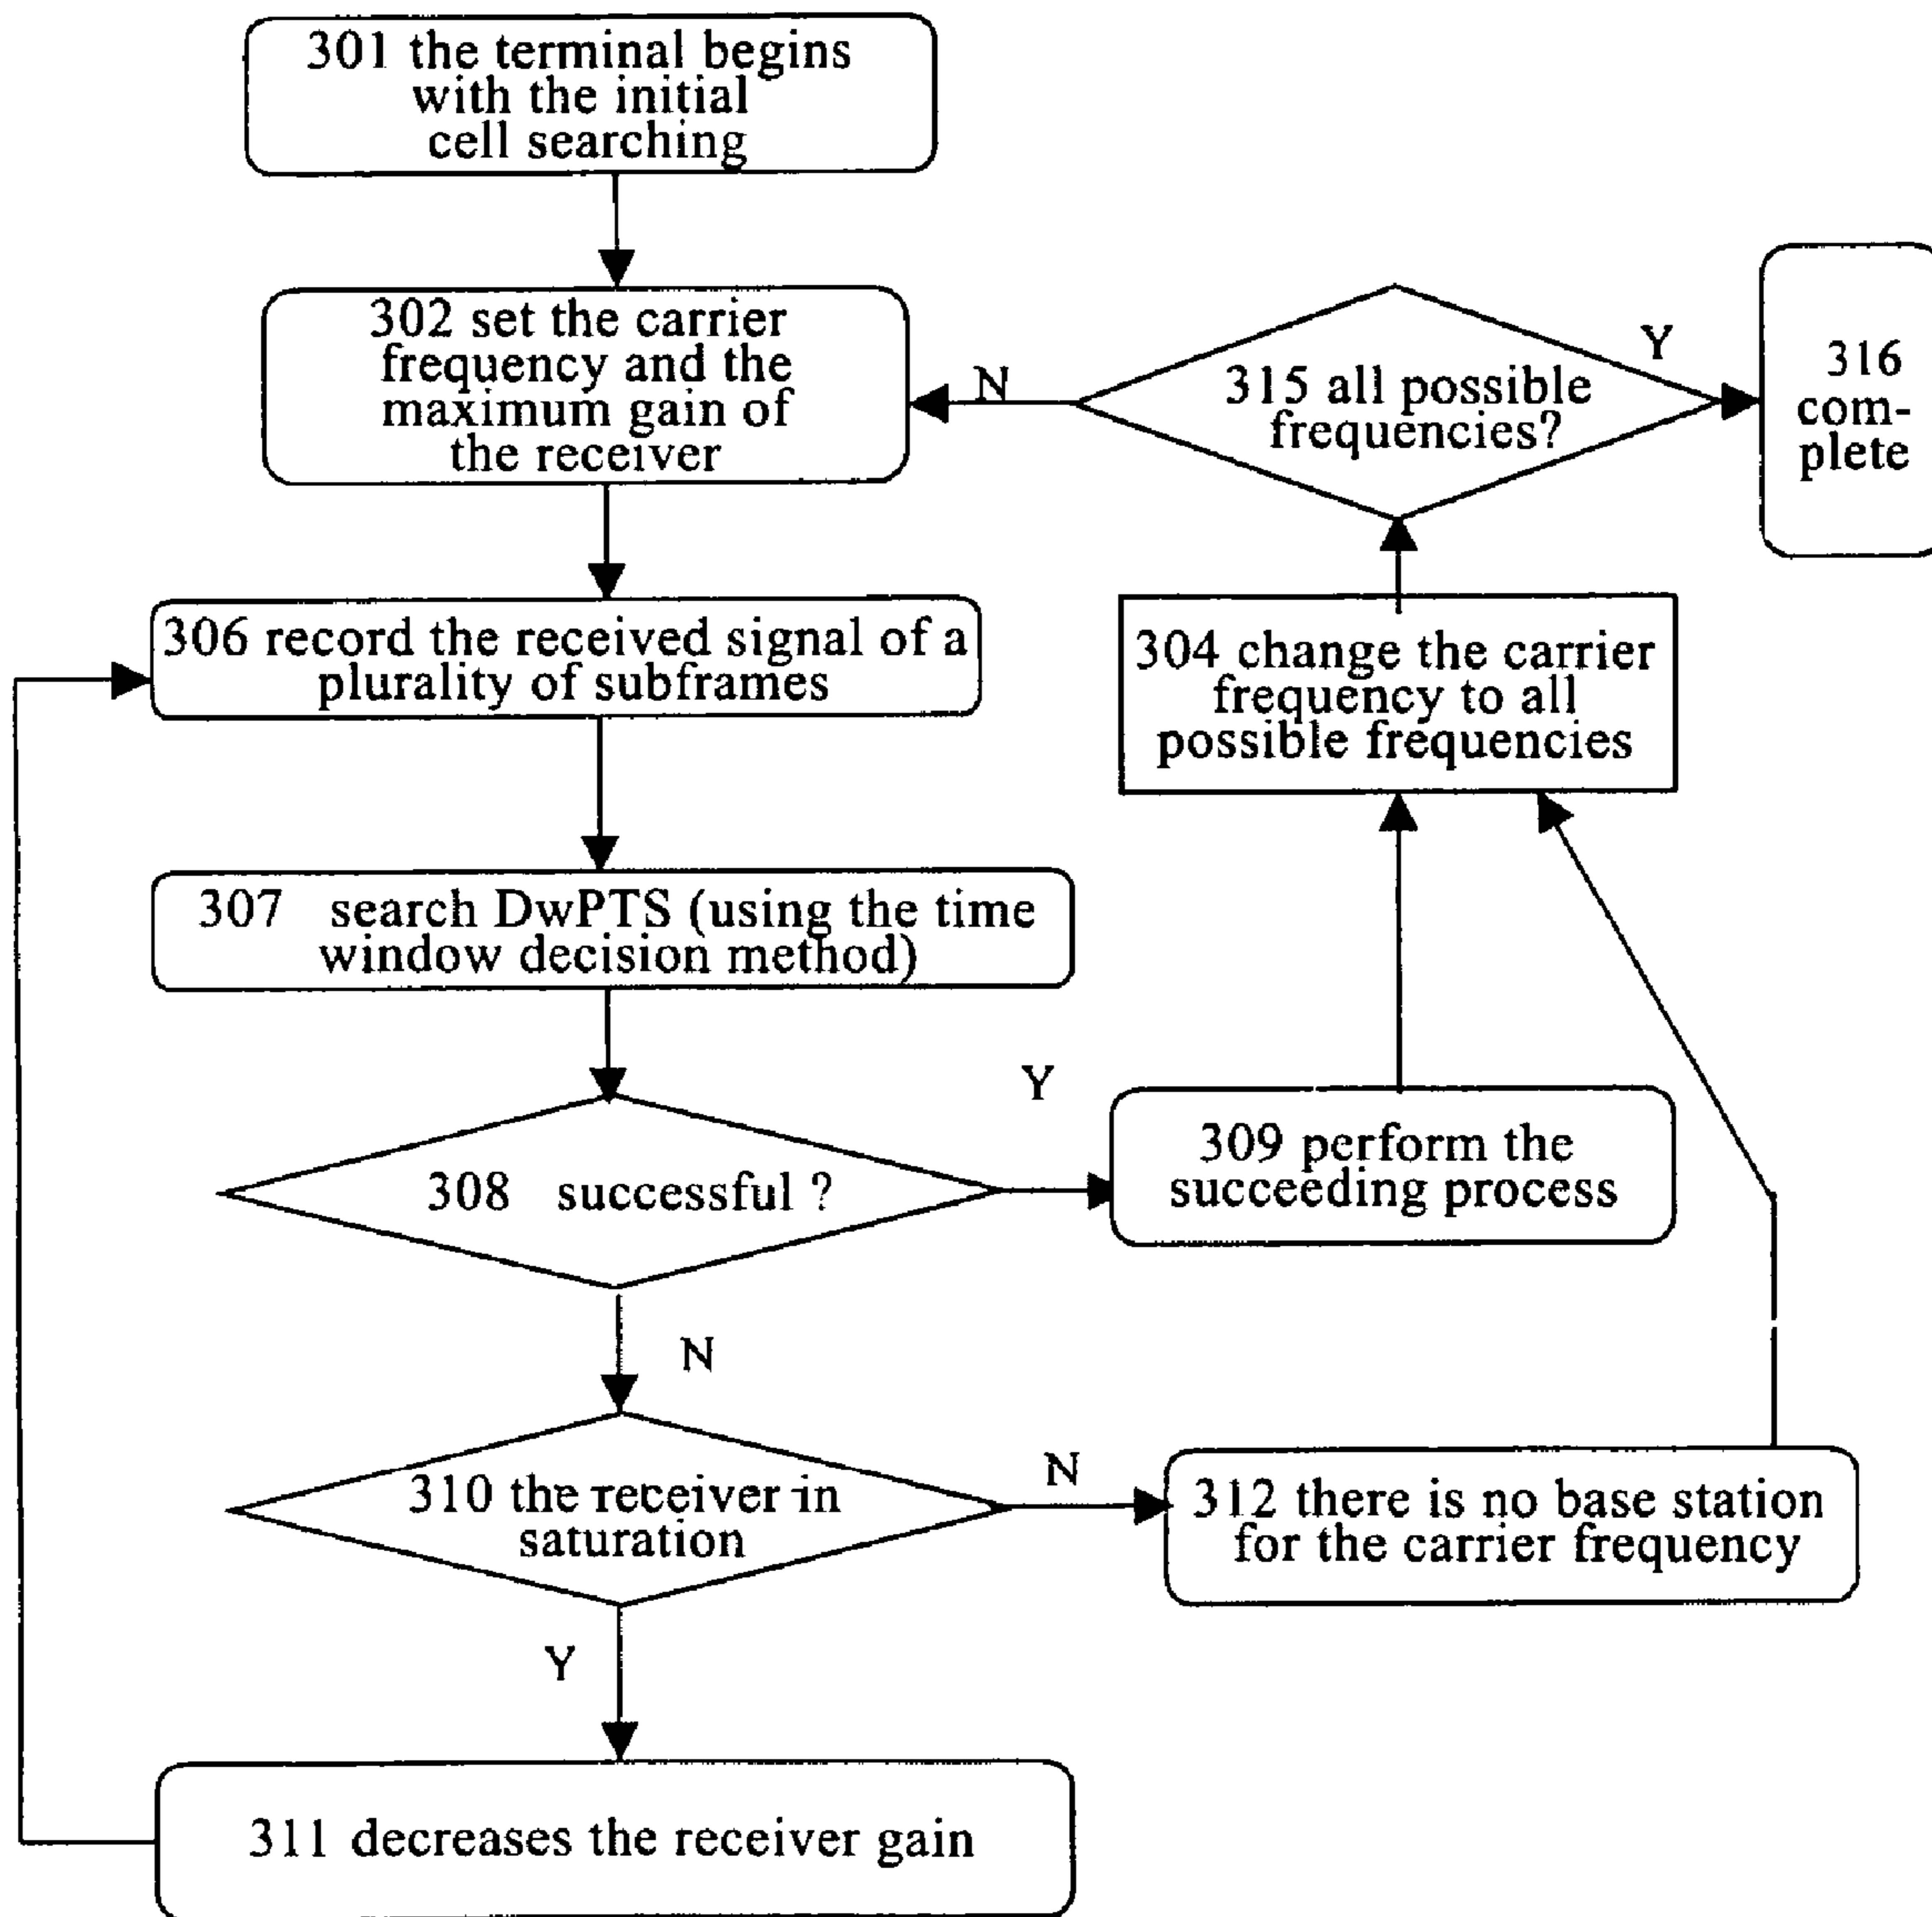 301 the terminal begins
with the initial
cell searching
302 set the carrier
frequency and the
maximum gain of
the receiver
N
315 all possible
frequencies?
Y
316
com-
plete
306 record the received signal of a
plurality of subframes
304 change the carrier
frequency to all
possible frequencies
307 search DwPTS (using the time
window decision method)
308 successful ?
Y
309 perform the
succeeding process
N
310 the receiver in
saturation
N
312 there is no base station
for the carrier frequency
Y
311 decreases the receiver gain